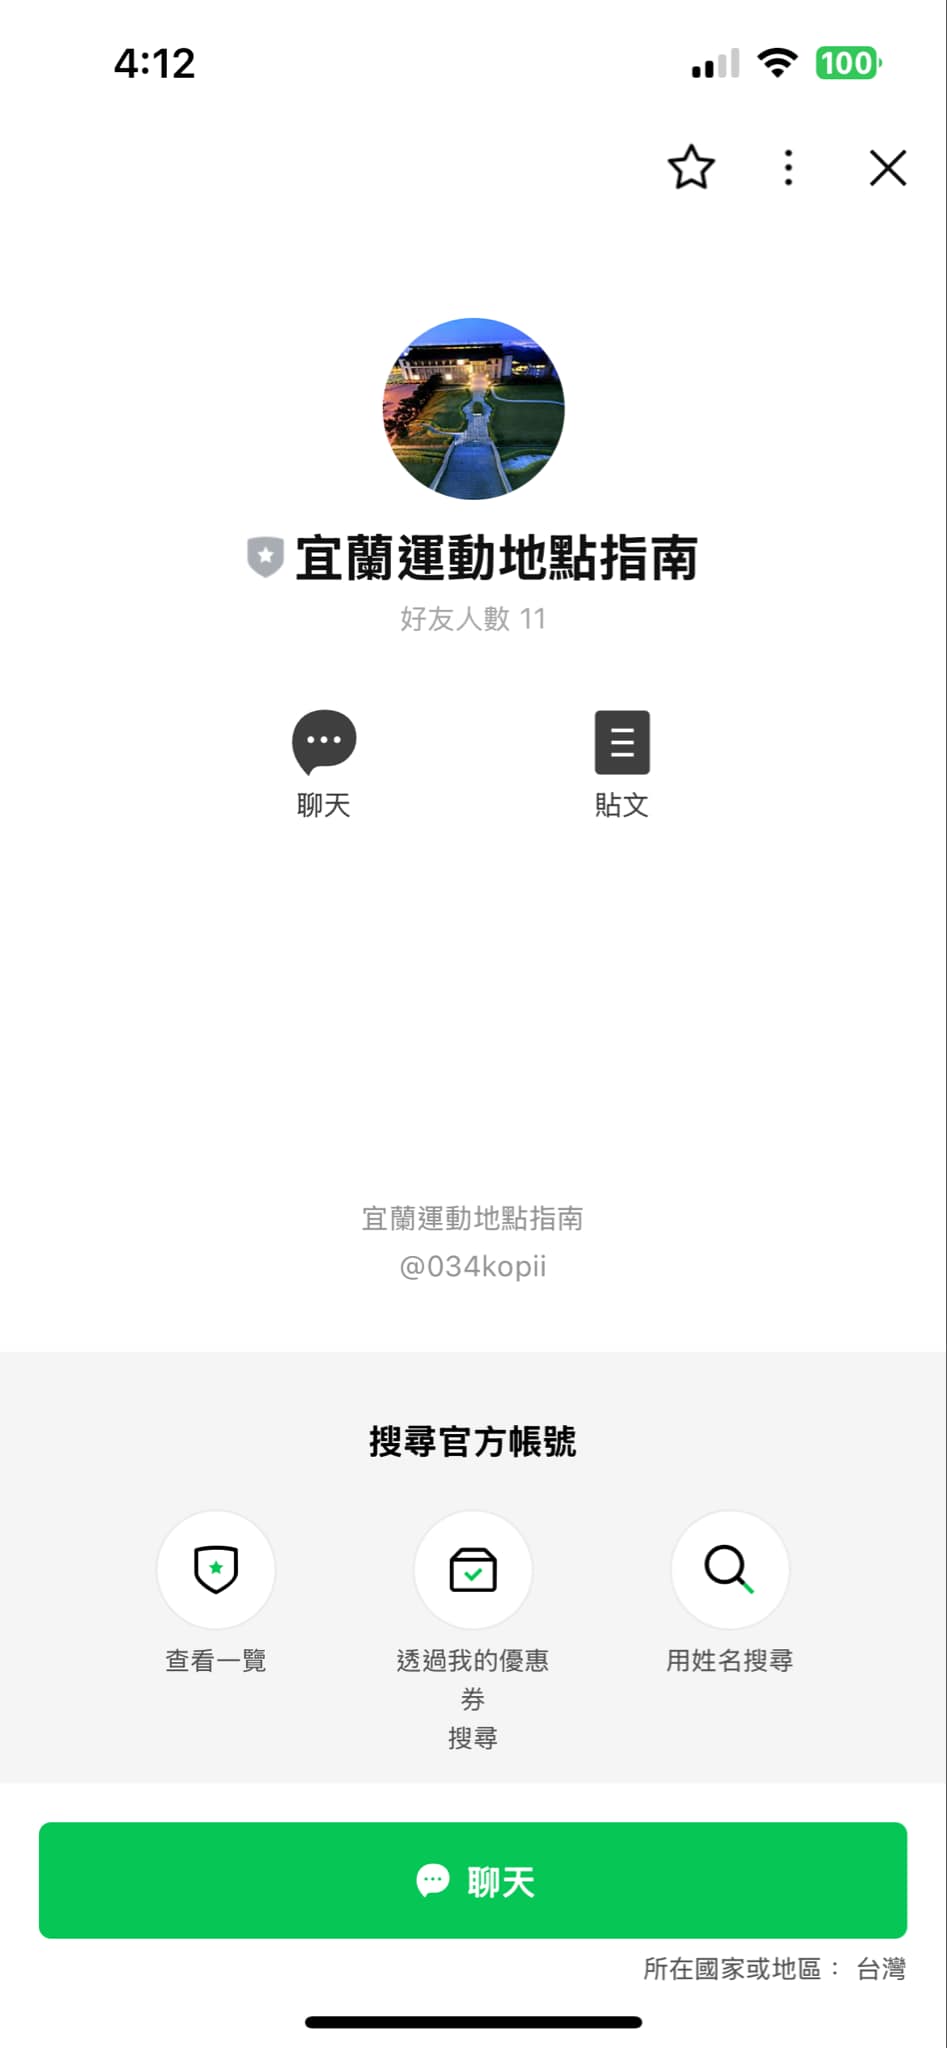 4:12
100
宜蘭運動地點指南
好友人數 11
聊天
貼文
宜蘭運動地點指南
@034kopii
搜尋官方帳號
查看一覽
透過我的優惠
券
搜尋
用姓名搜尋
聊天
所在國家或地區： 台灣